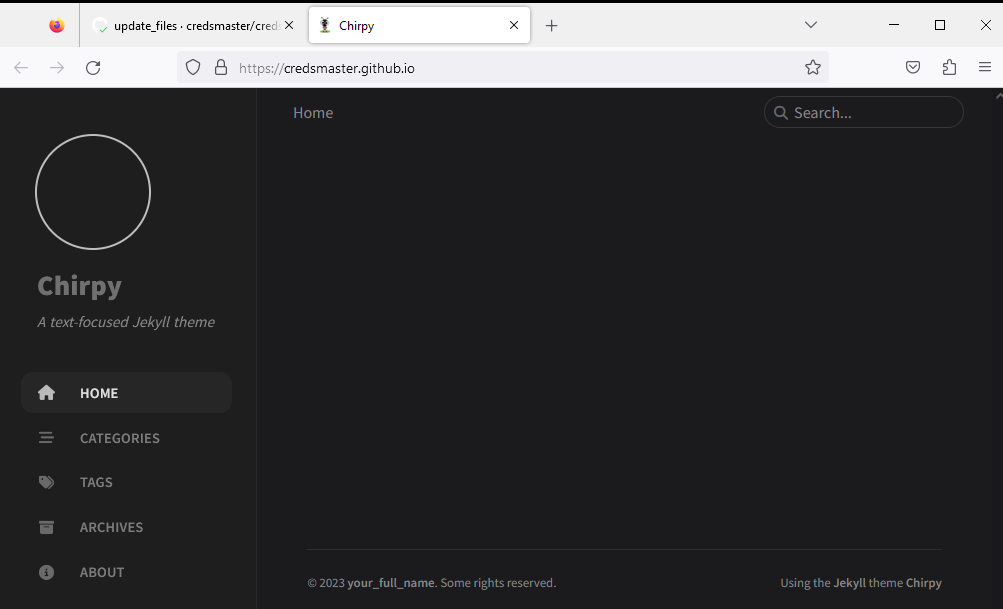 update_files · credsmaster/creds
Chirpy
https://credsmaster.github.io
Home
Search...
Chirpy
A text-focused Jekyll theme
HOME
CATEGORIES
TAGS
ARCHIVES
ABOUT
© 2023 your_full_name. Some rights reserved.
Using the Jekyll theme Chirpy